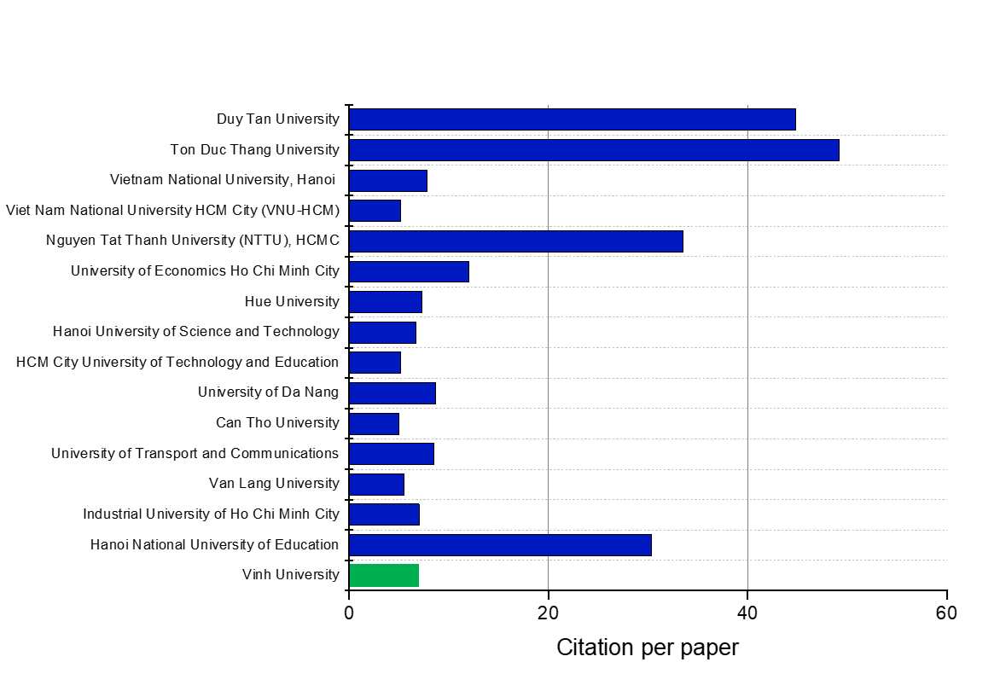 Duy Tan University
Ton Duc Thang University
Vietnam National University, Hanoi
Viet Nam National University HCM City (VNU-HCM)
Nguyen Tat Thanh University (NTTU), HCMC
University of Economics Ho Chi Minh City
Hue University
Hanoi University of Science and Technology
HCM City University of Technology and Education
University of Da Nang
Can Tho University
University of Transport and Communications
Van Lang University
Industrial University of Ho Chi Minh City
Hanoi National University of Education
Vinh University
0 20 40 60
Citation per paper